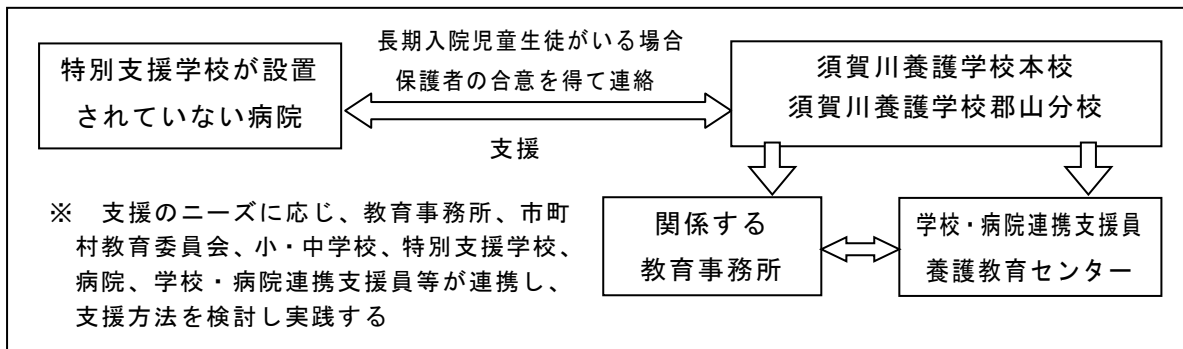 特別支援学校が設置
されていない病院
長期入院児童生徒がいる場合
保護者の合意を得て連絡
支援
須賀川養護学校本校
須賀川養護学校郡山分校
※ 支援のニーズに応じ、教育事務所、市町
村教育委員会、小・中学校、特別支援学校、
病院、学校・病院連携支援員等が連携し、
支援方法を検討し実践する
関係する
教育事務所
学校・病院連携支援員
養護教育センター